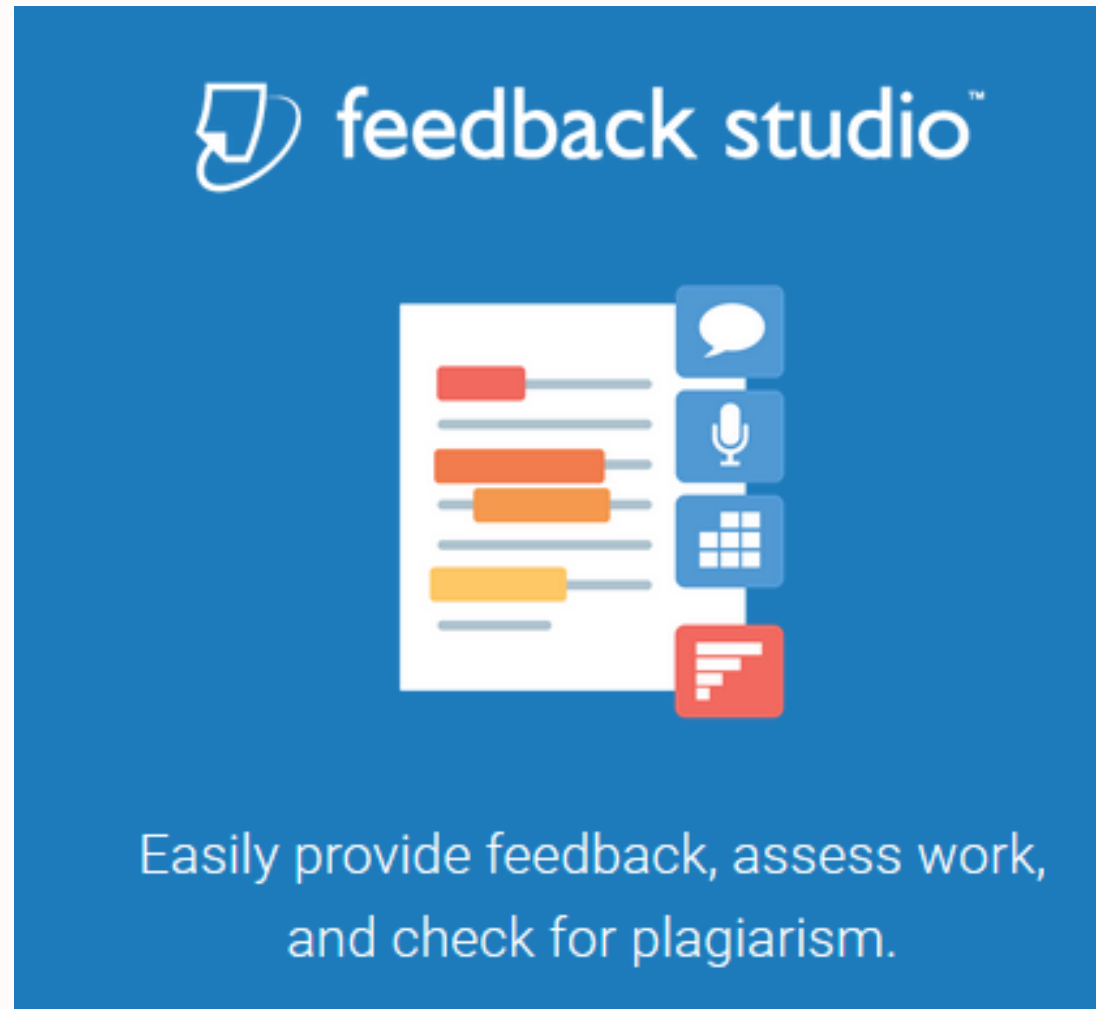 feedback studio™
Easily provide feedback, assess work,
and check for plagiarism.